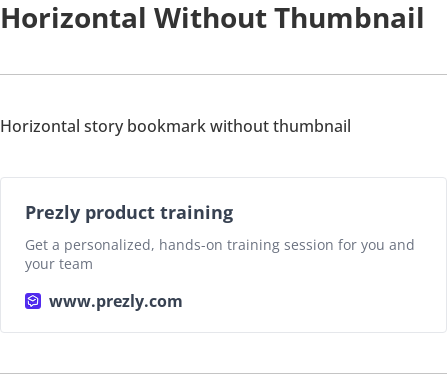 Horizontal Without Thumbnail
Horizontal story bookmark without thumbnail
Prezly product training
Get a personalized, hands-on training session for you and
your team
www.prezly.com